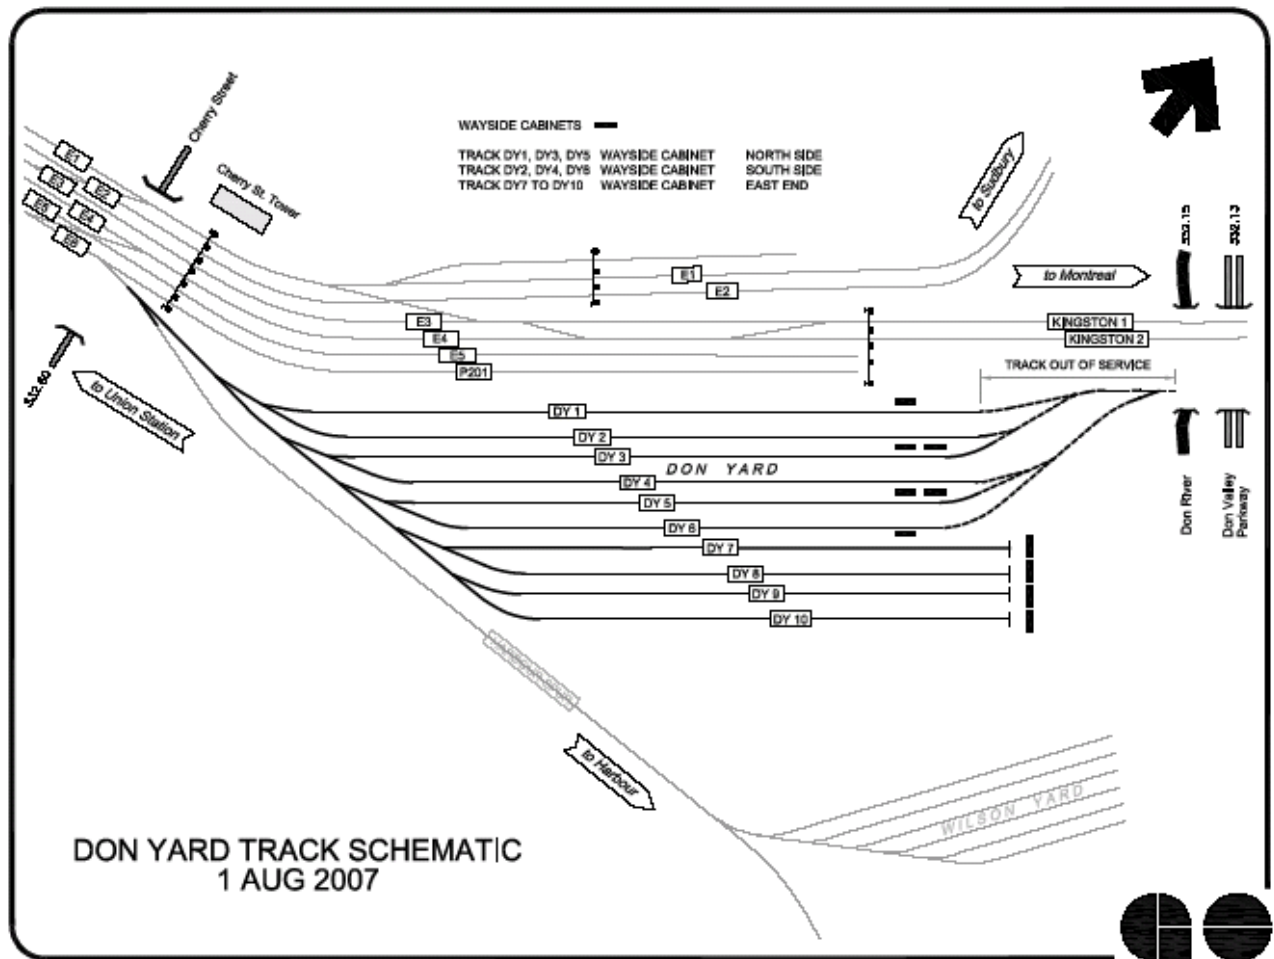 Cherry Street
WAYSIDE CABINETS
TRACK DY1, DY3, DY5 WAYSIDE CABINET NORTH SIDE
TRACK DY2, DY4, DY6 WAYSIDE CABINET SOUTH SIDE
TRACK DY7 TO DY10 WAYSIDE CABINET EAST END
E1
E3
E2
E5
E4
E6
Cherry St. Tower
to Sudbury
332.15
332.13
E1
E2
to Montreal
E3
E4
E5
P201
KINGSTON 1
KINGSTON 2
TRACK OUT OF SERVICE
332.60
to Union Station
DY 1
DY 2
DY 3
DON YARD
DY 4
DY 5
DY 6
DY 7
DY 8
DY 9
DY 10
Don River
Don Valley
Parkway
to Harbour
WILSON YARD
DON YARD TRACK SCHEMATIC
1 AUG 2007